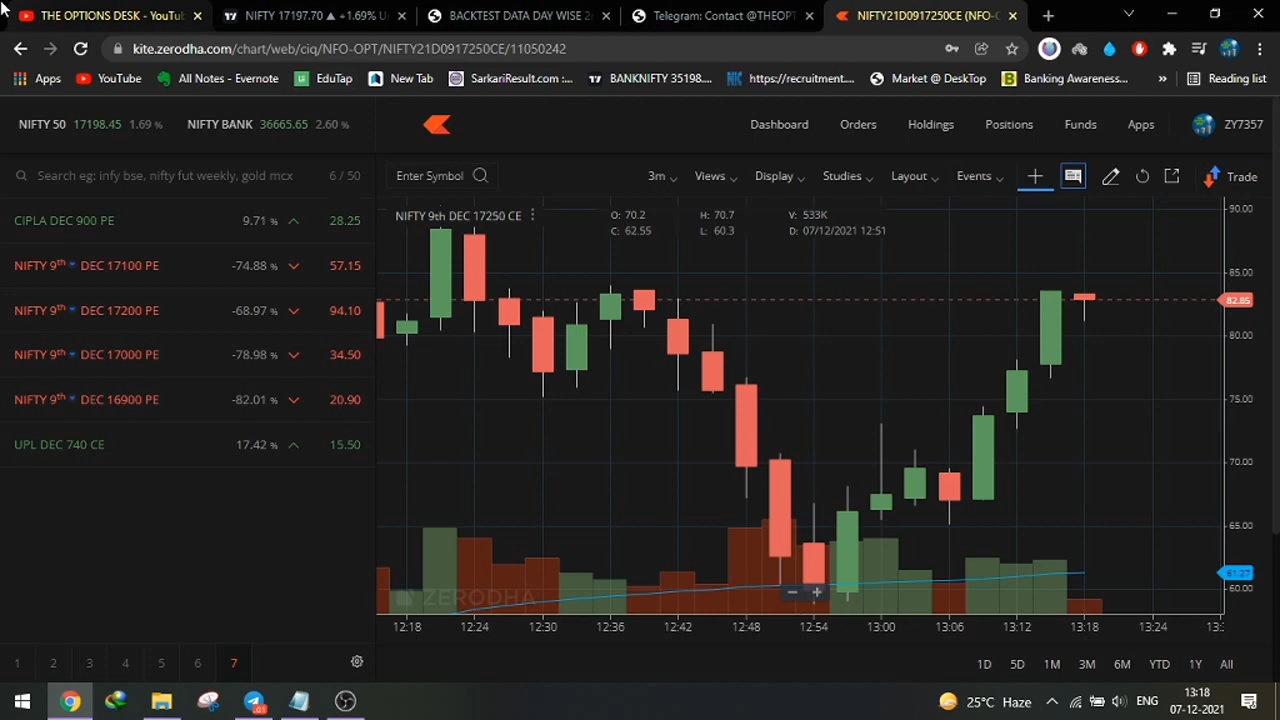 THE OPTIONS DESK - YouTu
NIFTY 17197.70 ▲ +1.69% U
BACKTEST DATA DAY WISE 2
Telegram: Contact @THEOPT
NIFTY21D0917250CE (NFO-O
kite.zerodha.com/chart/web/ciq/NFO-OPT/NIFTY21D0917250CE/11050242
Apps YouTube All Notes - Evernote EduTap New Tab SarkariResult.com :... BANKNIFTY 35198.... https://recruitment.... Market @ DeskTop Banking Awareness... » Reading list
NIFTY 50 17198.45 1.69 % NIFTY BANK 36665.65 2.60 %
Dashboard Orders Holdings Positions Funds Apps ZY7357
Search eg: infy bse, nifty fut weekly, gold mcx 6 / 50
Enter Symbol 3m Views Display Studies Layout Events Trade
CIPLA DEC 900 PE 9.71 % 28.25
NIFTY 9th DEC 17100 PE -74.88 % 57.15
NIFTY 9th DEC 17200 PE -68.97 % 94.10
NIFTY 9th DEC 17000 PE -78.98 % 34.50
NIFTY 9th DEC 16900 PE -82.01 % 20.90
UPL DEC 740 CE 17.42 % 15.50
NIFTY 9th DEC 17250 CE
O: 70.2 H: 70.7 V: 533K
C: 62.55 L: 60.3 D: 07/12/2021 12:51
90.00
85.00
82.85
80.00
75.00
70.00
65.00
61.27
60.00
ZERODHA
12:18 12:24 12:30 12:36 12:42 12:48 12:54 13:00 13:06 13:12 13:18 13:24 13:
1 2 3 4 5 6 7
1D 5D 1M 3M 6M YTD 1Y All
25°C Haze ENG
13:18
07-12-2021